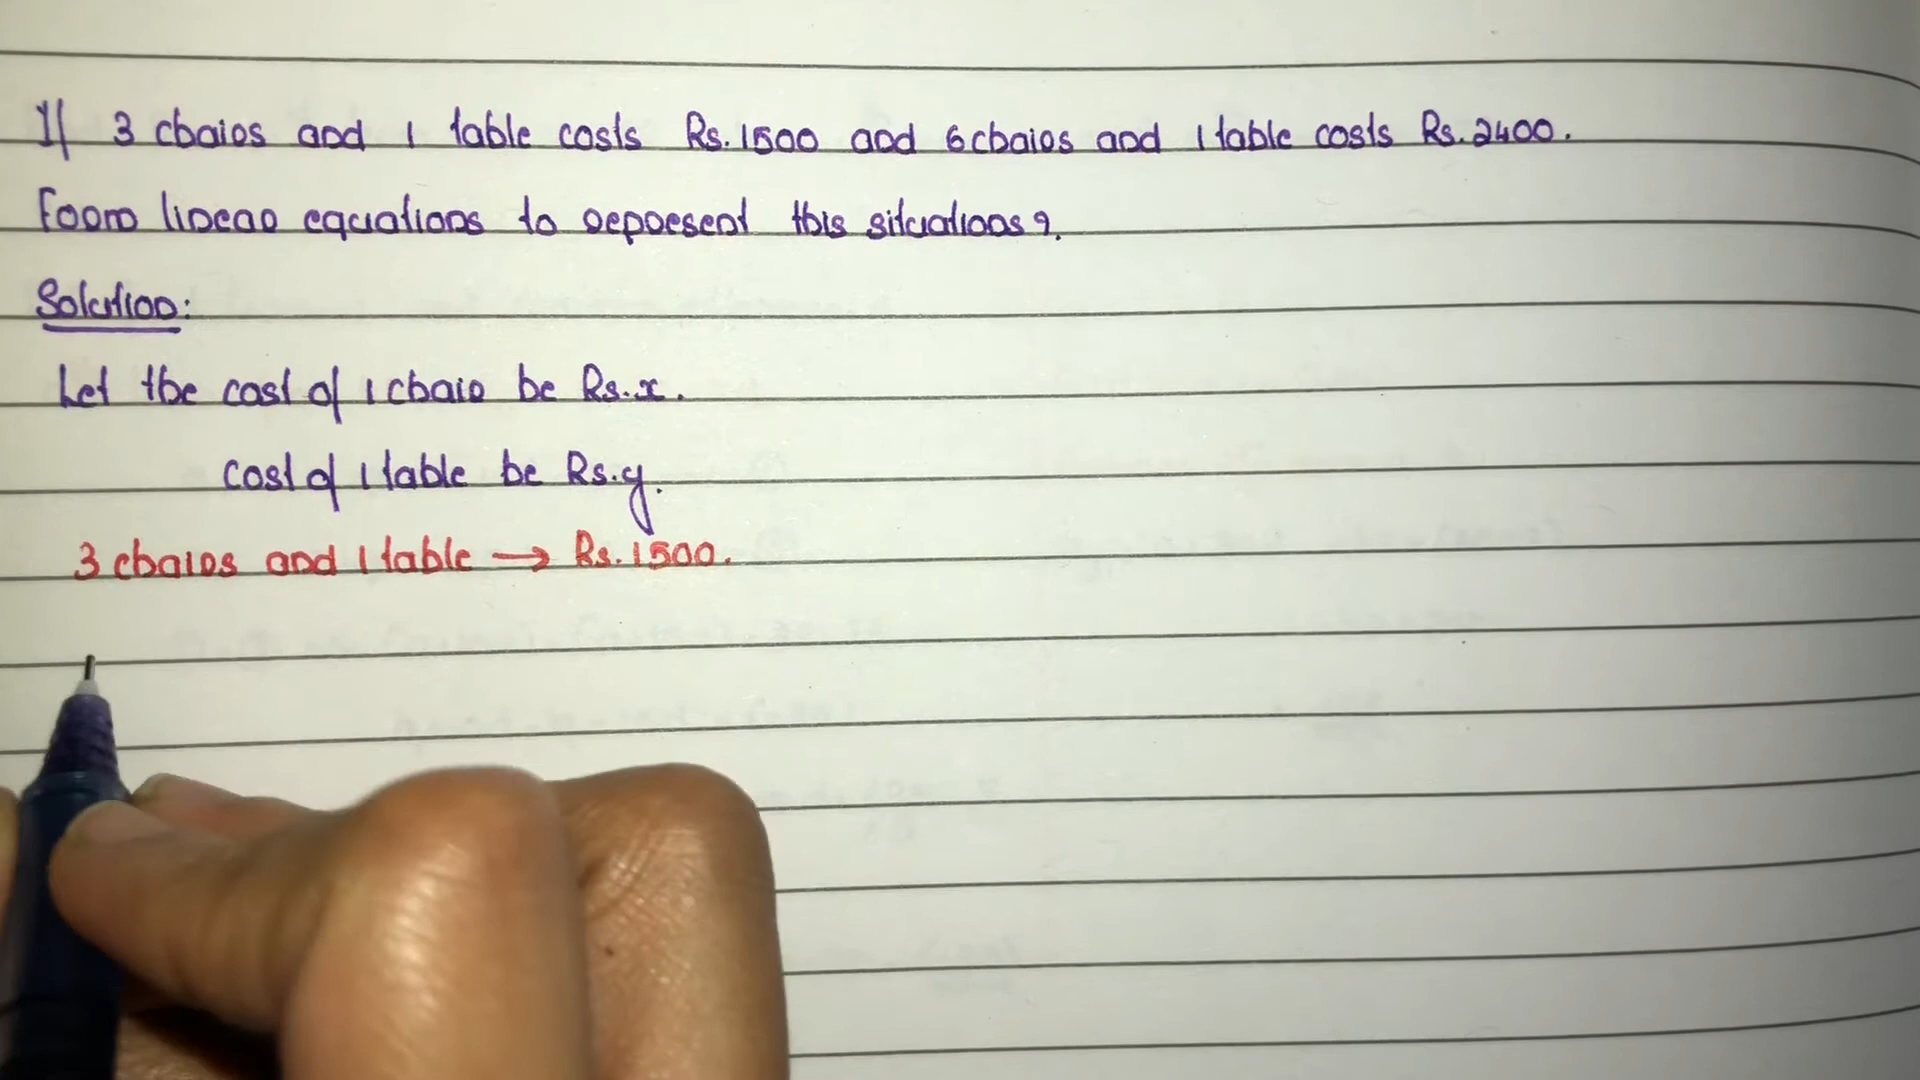 If 3 chairs and 1 table costs Rs.1500 and 6 chairs and 1 table costs Rs.2400.
Form linear equations to represent this situations?.
Solution:
Let the cost of 1 chair be Rs.x.
cost of 1 table be Rs.y.
3 chairs and 1 table → Rs.1500.